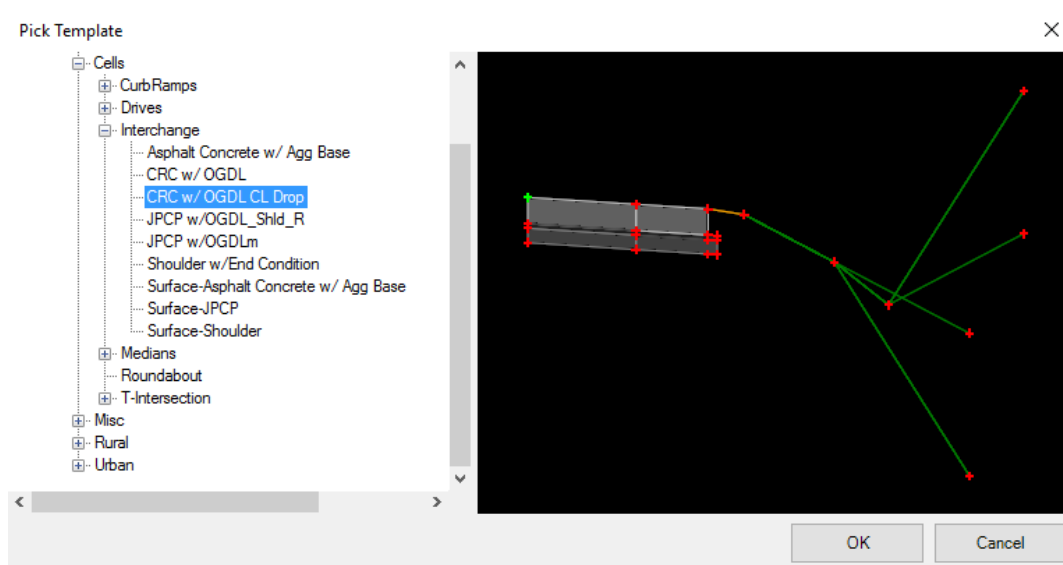 Pick Template
Cells
CurbRamps
Drives
Interchange
Asphalt Concrete w/ Agg Base
CRC w/ OGDL
CRC w/ OGDL CL Drop
JPCP w/OGDL_Shld_R
JPCP w/OGDLm
Shoulder w/End Condition
Surface-Asphalt Concrete w/ Agg Base
Surface-JPCP
Surface-Shoulder
Medians
Roundabout
T-Intersection
Misc
Rural
Urban
OK Cancel